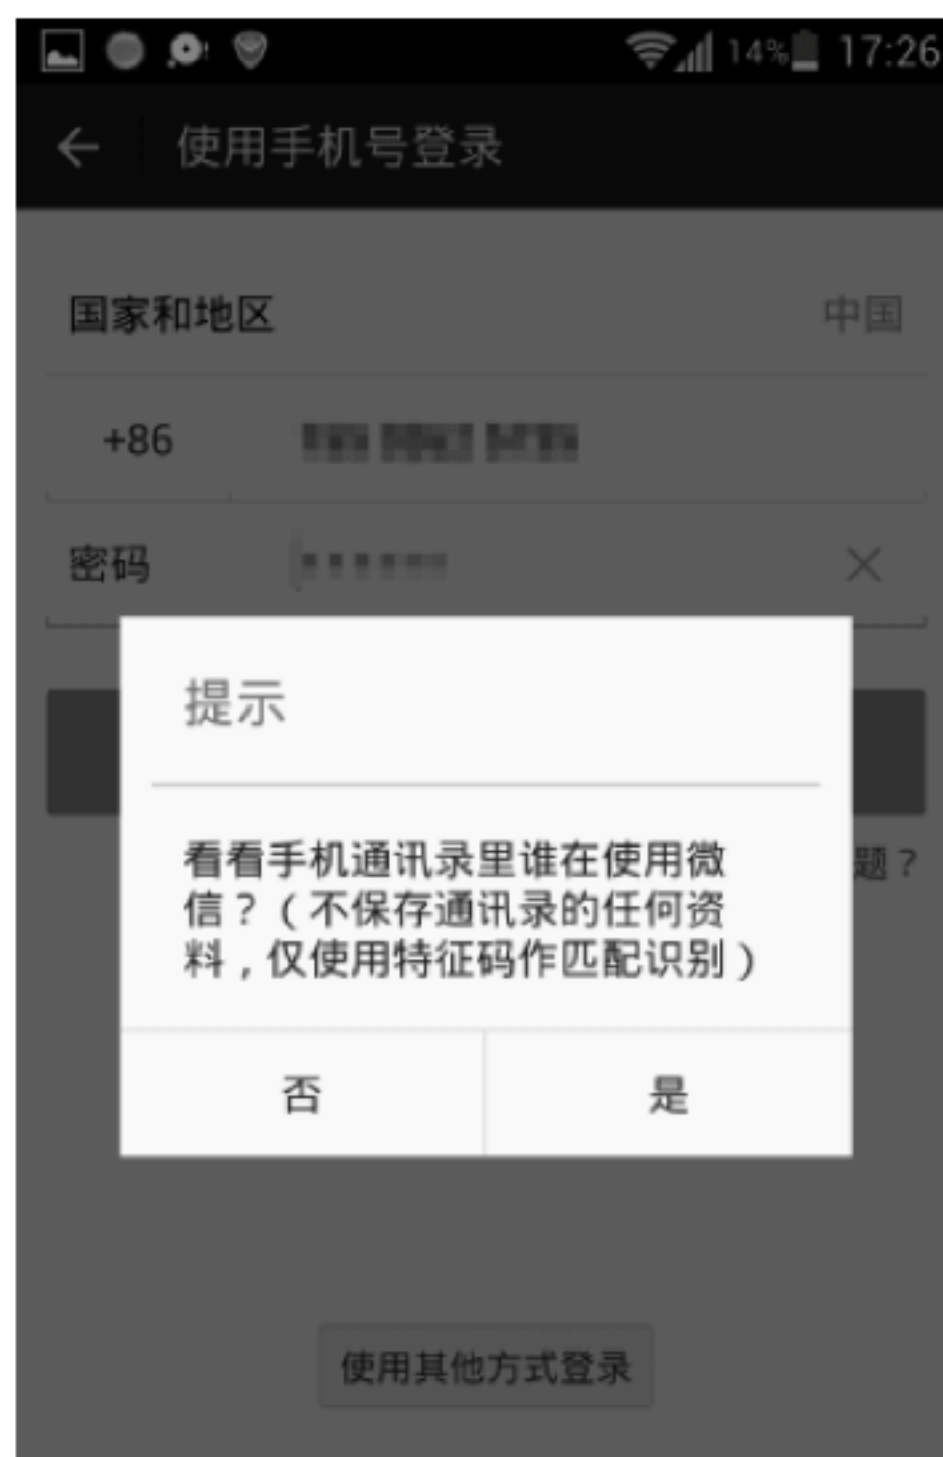 14% 17:26
使用手机号登录
国家和地区 中国
+86
密码
提示
看看手机通讯录里谁在使用微
信？（不保存通讯录的任何资
料，仅使用特征码作匹配识别）
题？
否 是
使用其他方式登录